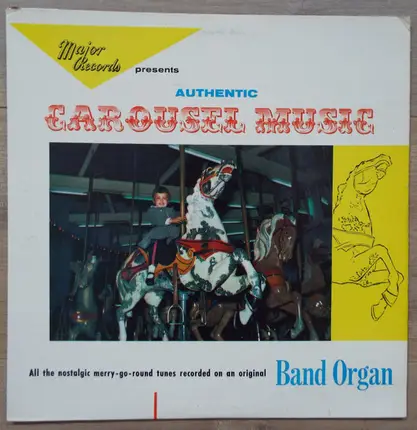 Major
Records
presents
AUTHENTIC
CAROUSEL MUSIC
All the nostalgic merry-go-round tunes recorded on an original
Band Organ